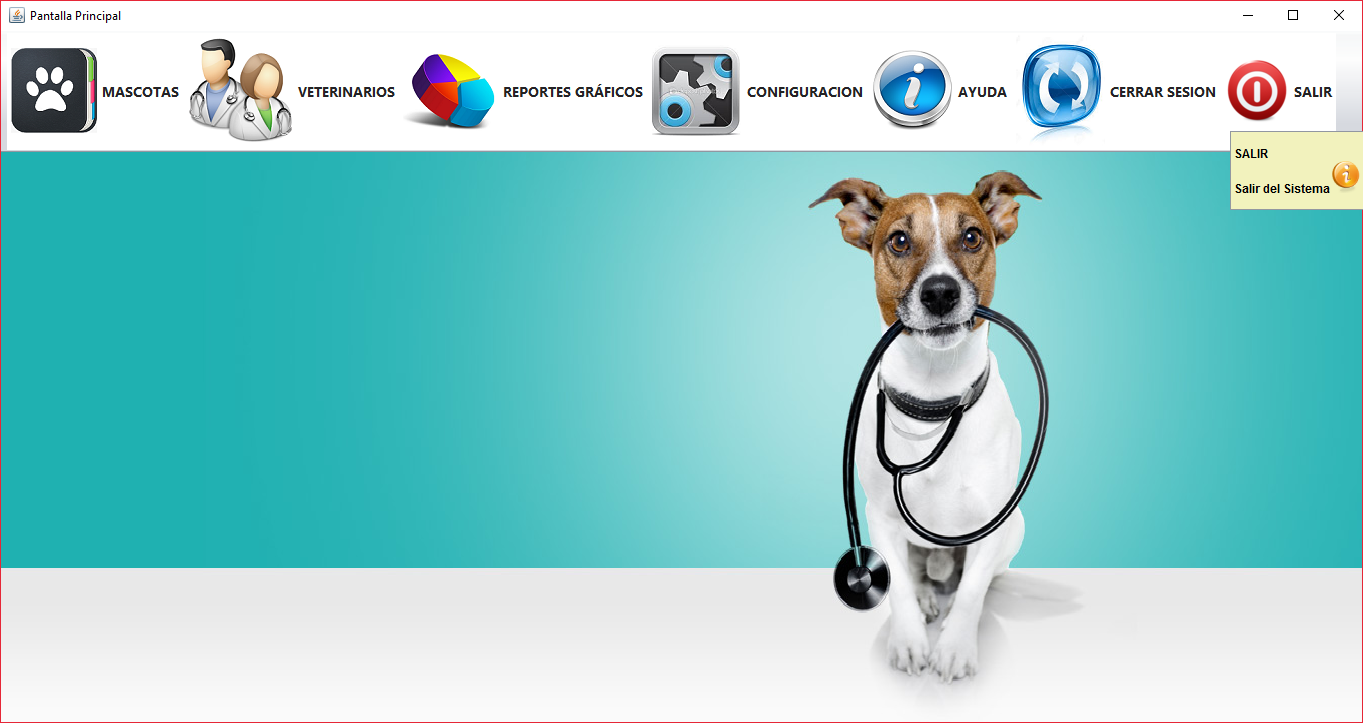 Pantalla Principal
MASCOTAS VETERINARIOS REPORTES GRÁFICOS CONFIGURACION AYUDA CERRAR SESION SALIR
SALIR
Salir del Sistema